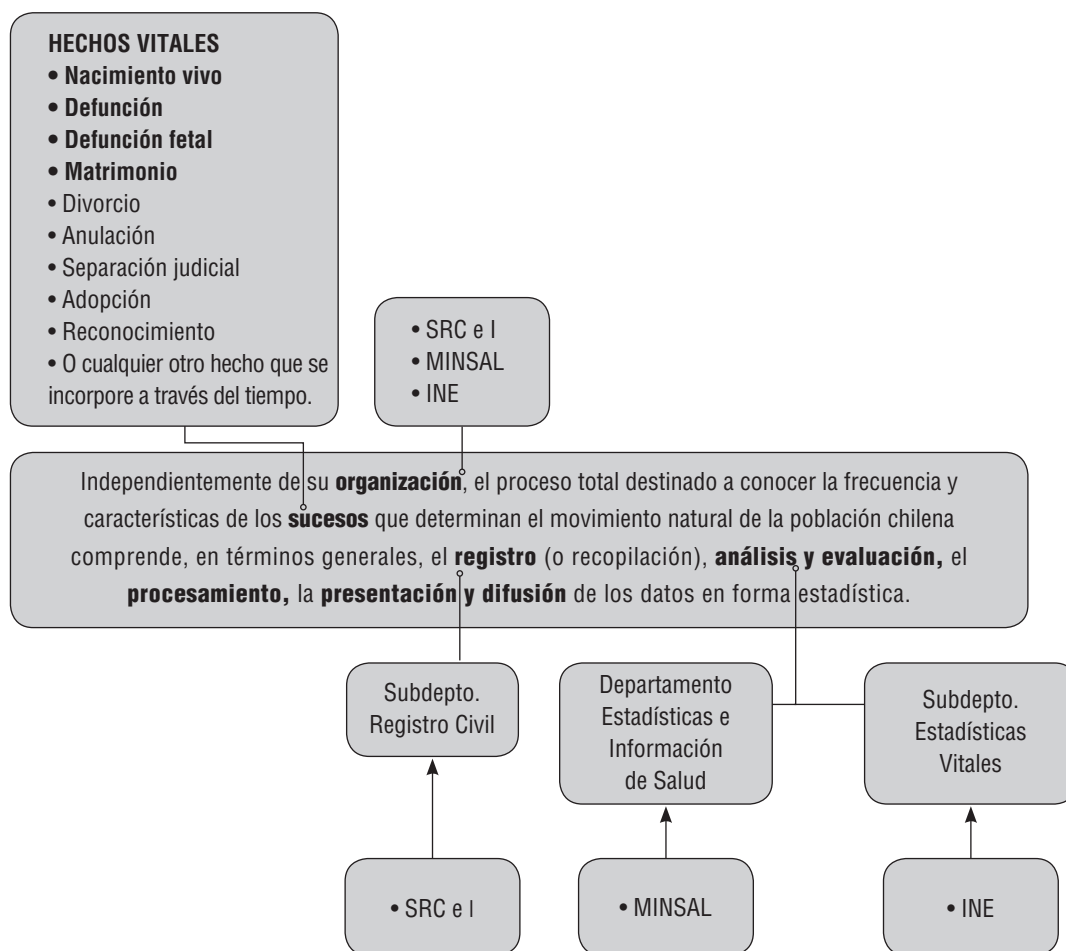 HECHOS VITALES
• Nacimiento vivo
• Defunción
• Defunción fetal
• Matrimonio
• Divorcio
• Anulación
• Separación judicial
• Adopción
• Reconocimiento
• O cualquier otro hecho que se
incorpore a través del tiempo.
• SRC e I
• MINSAL
• INE
Independientemente de su organización, el proceso total destinado a conocer la frecuencia y
características de los sucesos que determinan el movimiento natural de la población chilena
comprende, en términos generales, el registro (o recopilación), análisis y evaluación, el
procesamiento, la presentación y difusión de los datos en forma estadística.
Subdepto.
Registro Civil
Departamento
Estadísticas e
Información
de Salud
Subdepto.
Estadísticas
Vitales
• SRC e I
• MINSAL
• INE